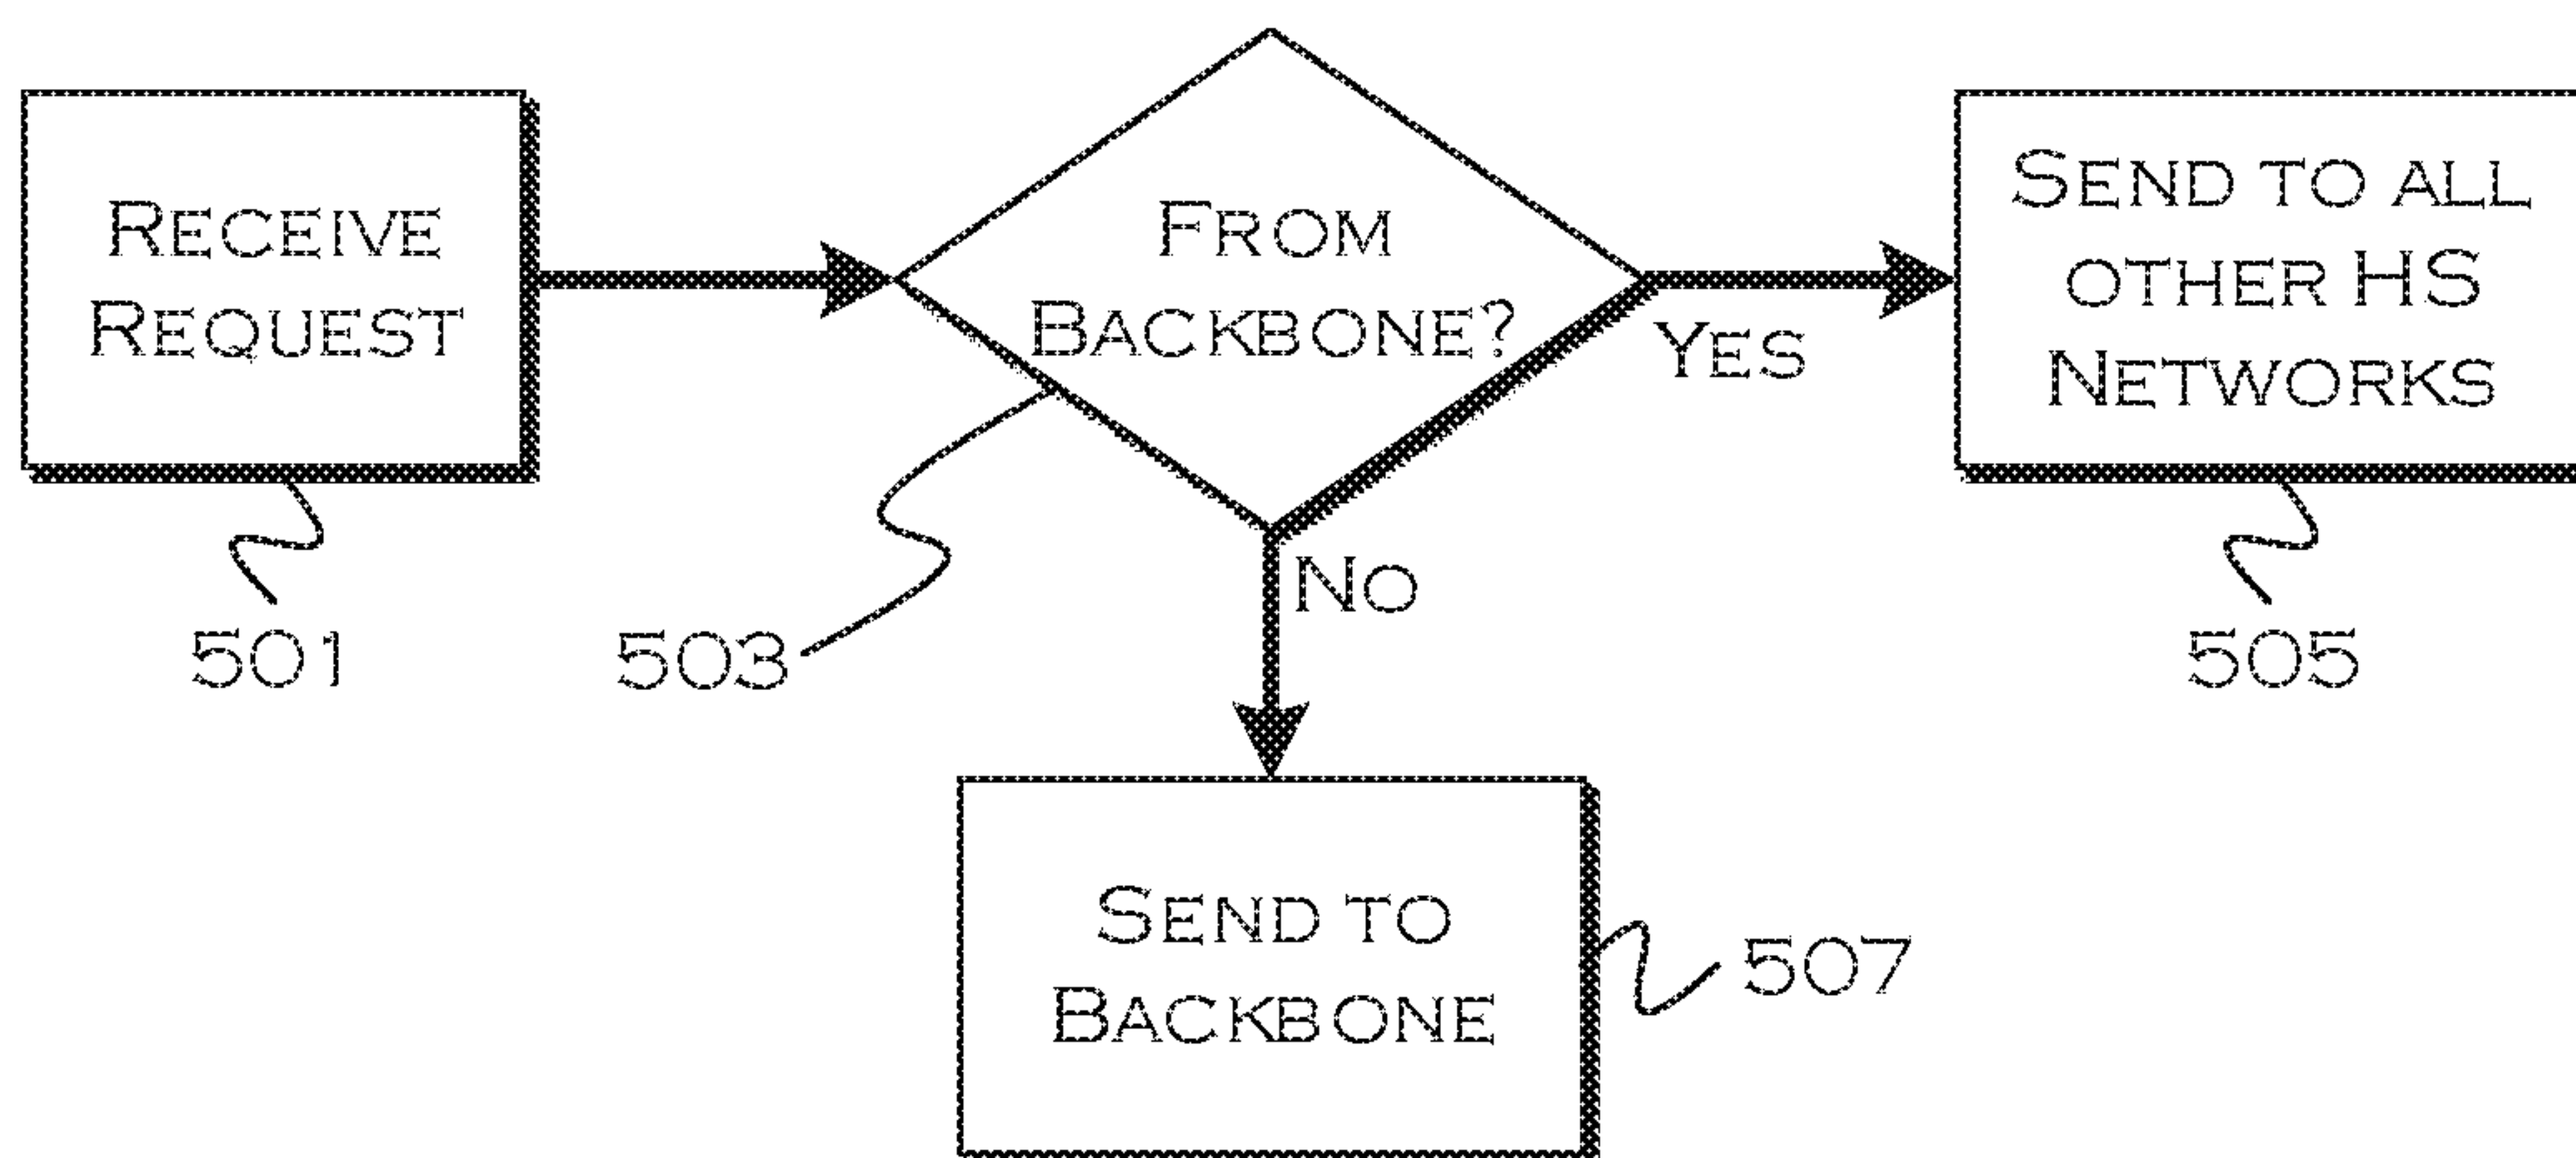 RECEIVE
REQUEST
501
FROM
BACKBONE?
503
YES
NO
SEND TO ALL
OTHER HS
NETWORKS
505
SEND TO
BACKBONE
507